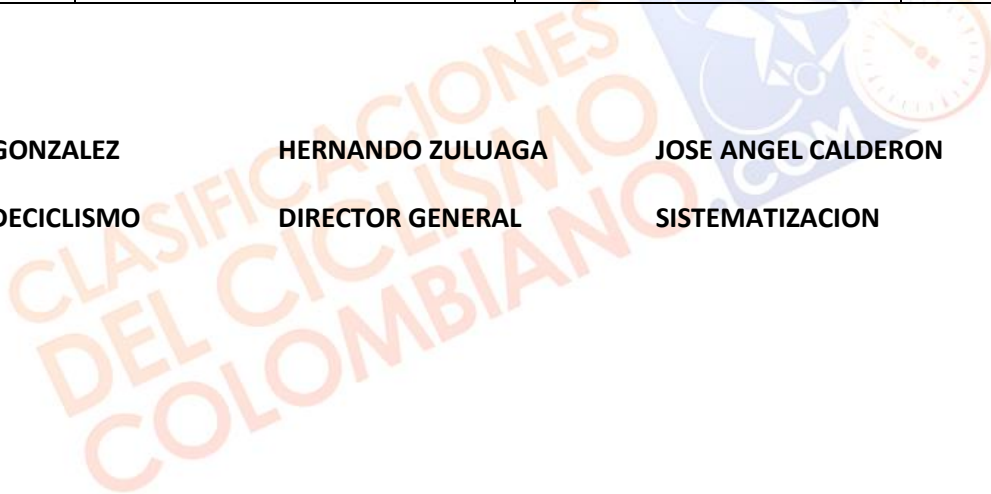 GONZALEZ HERNANDO ZULUAGA JOSE ANGEL CALDERON
DECICLISMO DIRECTOR GENERAL SISTEMATIZACION
CLASIFICACIONES
DEL CICLISMO
COLOMBIANO.COM